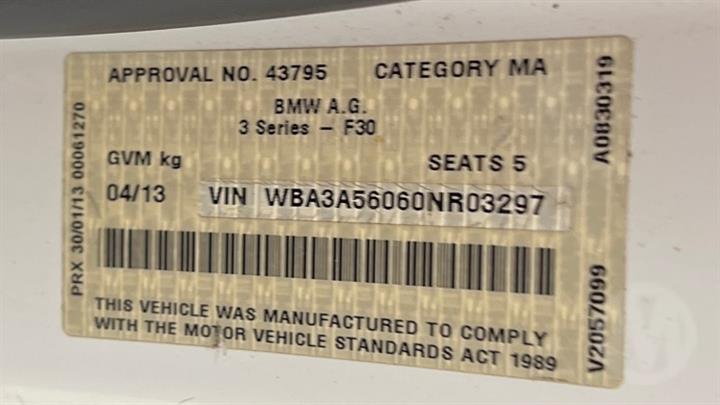 APPROVAL NO. 43795 CATEGORY MA
BMW A.G.
3 Series – F30
GVM kg SEATS 5
04/13 VIN WBA3A56060NR03297
THIS VEHICLE WAS MANUFACTURED TO COMPLY
WITH THE MOTOR VEHICLE STANDARDS ACT 1989
PRX 30/01/13 00061270
A0830319
V2057099